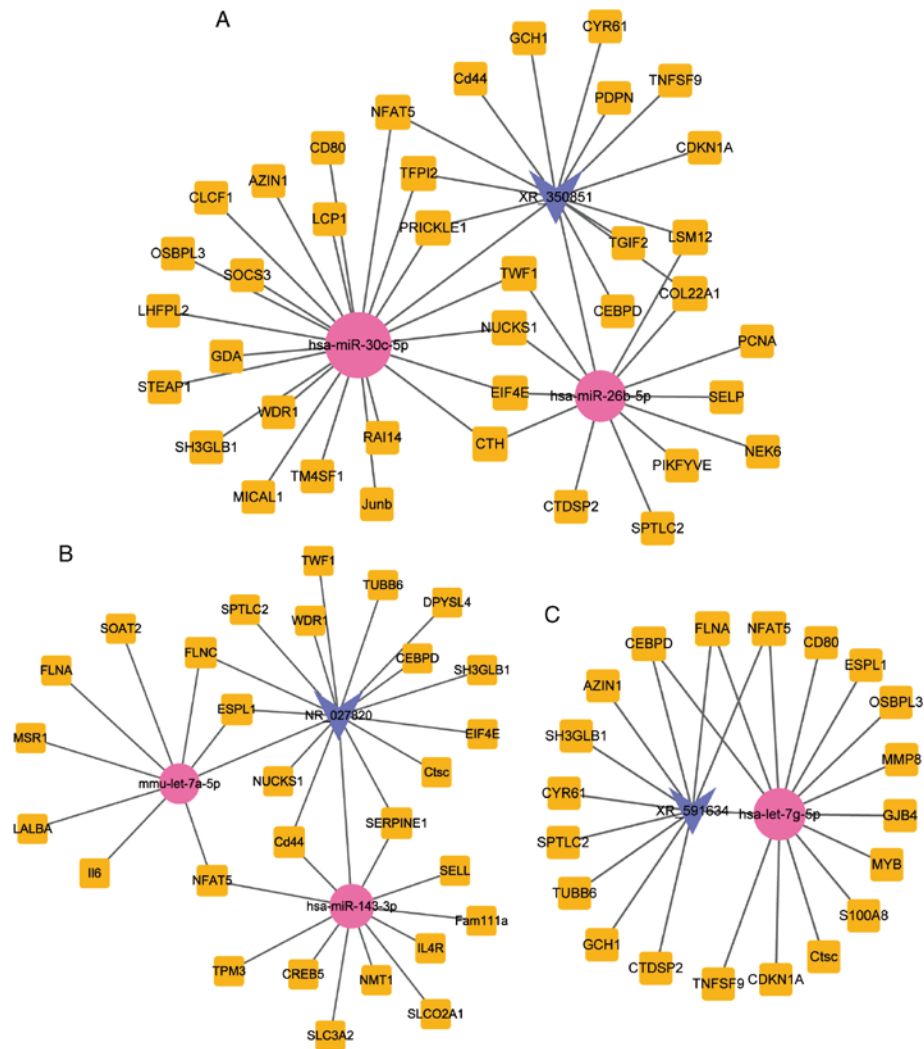 A
CYR61
GCH1
Cd44
TNFSF9
PDPN
NFAT5
CD80
CDKN1A
AZIN1
TFPI2
CLCF1
XR_350851
LCP1
PRICKLE1
LSM12
TGIF2
OSBPL3
SOCS3
TWF1
COL22A1
LHFPL2
CEBPD
NUCKS1
PCNA
hsa-miR-30c-5p
GDA
STEAP1
EIF4E
hsa-miR-26b-5p
SELP
WDR1
SH3GLB1
RAI14
CTH
NEK6
PIKFYVE
TM4SF1
MICAL1
Junb
CTDSP2
SPTLC2
B
TWF1
TUBB6
SPTLC2
WDR1
DPYSL4
SOAT2
FLNC
CEBPD
FLNA
SH3GLB1
ESPL1
NR_027820
MSR1
EIF4E
Ctsc
NUCKS1
mmu-let-7a-5p
LALBA
SERPINE1
Cd44
Il6
NFAT5
SELL
hsa-miR-143-3p
Fam111a
IL4R
TPM3
CREB5
NMT1
SLCO2A1
SLC3A2
C
FLNA
NFAT5
CEBPD
CD80
ESPL1
AZIN1
OSBPL3
SH3GLB1
MMP8
CYR61
XR_591634
hsa-let-7g-5p
GJB4
SPTLC2
MYB
TUBB6
S100A8
GCH1
Ctsc
CTDSP2
TNFSF9
CDKN1A